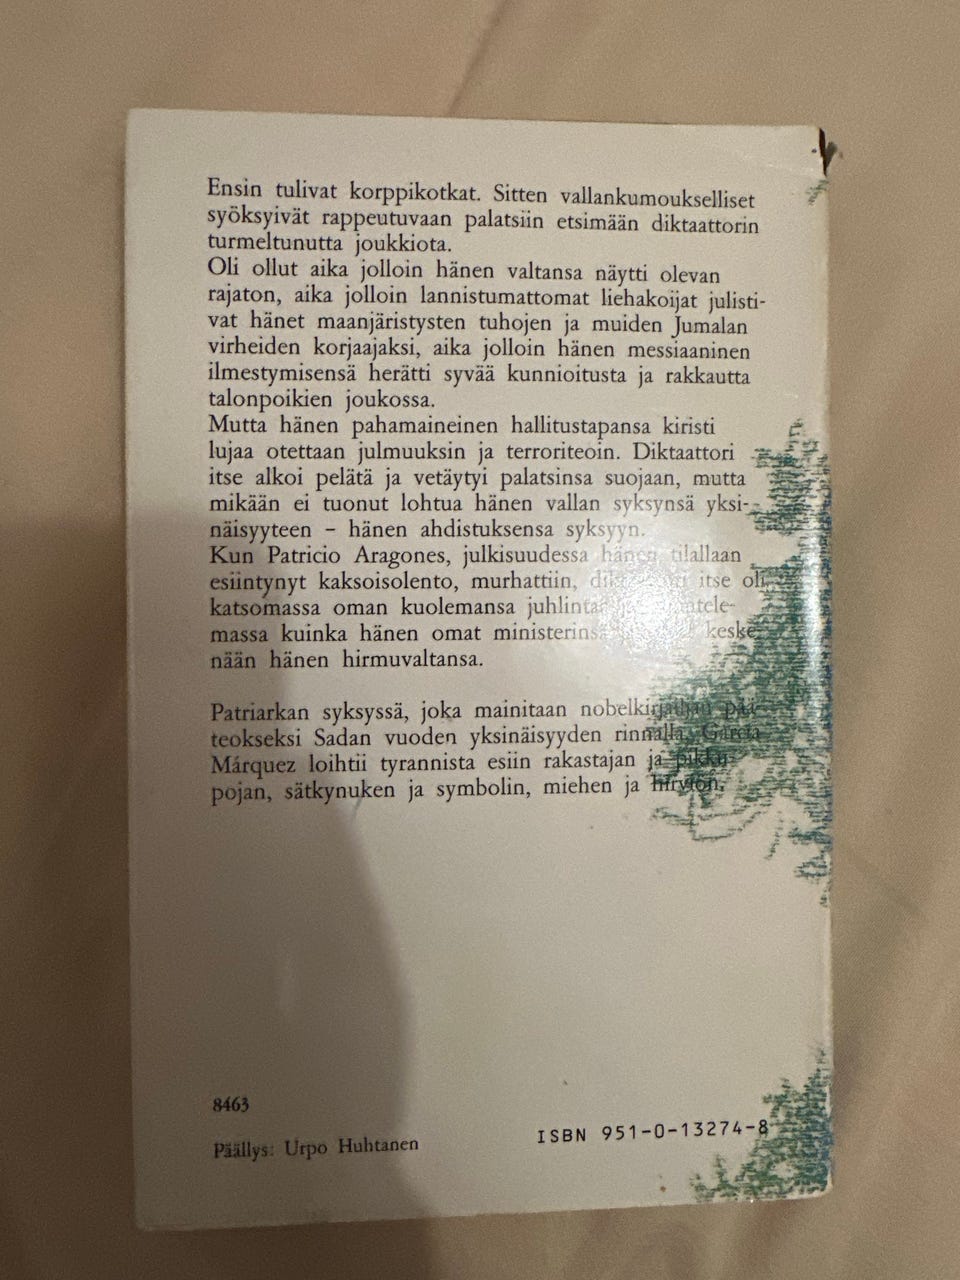 Ensin tulivat korppikotkat. Sitten vallankumoukselliset
syöksyivät rappeutuvaan palatsiin etsimään diktaattorin
turmeltunutta joukkiota.
Oli ollut aika jolloin hänen valtansa näytti olevan
rajaton, aika jolloin lannistumattomat liehakoijat julisti-
vat hänet maanjäristysten tuhojen ja muiden Jumalan
virheiden korjaajaksi, aika jolloin hänen messiaaninen
ilmestymisensä herätti syvää kunnioitusta ja rakkautta
talonpoikien joukossa.
Mutta hänen pahamaineinen hallitustapansa kiristi
lujaa otettaan julmuuksin ja terroriteoin. Diktaattori
itse alkoi pelätä ja vetäytyi palatsinsa suojaan, mutta
mikään ei tuonut lohtua hänen vallan syksynsä yksi-
näisyyteen – hänen ahdistuksensa syksyyn.
Kun Patricio Aragones, julkisuudessa hänen tilallaan
esiintynyt kaksoisolento, murhattiin, itse oli
katsomassa oman kuolemansa
massa kuinka hänen omat ministerinsä keske-
nään hänen hirmuvaltansa.
Patriarkan syksyssä, joka mainitaan nobelkirjailijan pää-
teokseksi Sadan vuoden yksinäisyyden rinnalla, García
Márquez loihtii tyrannista esiin rakastajan ja pikku-
pojan, sätkynuken ja symbolin, miehen ja hirviön.
8463
Päällys: Urpo Huhtanen
ISBN 951-0-13274-8